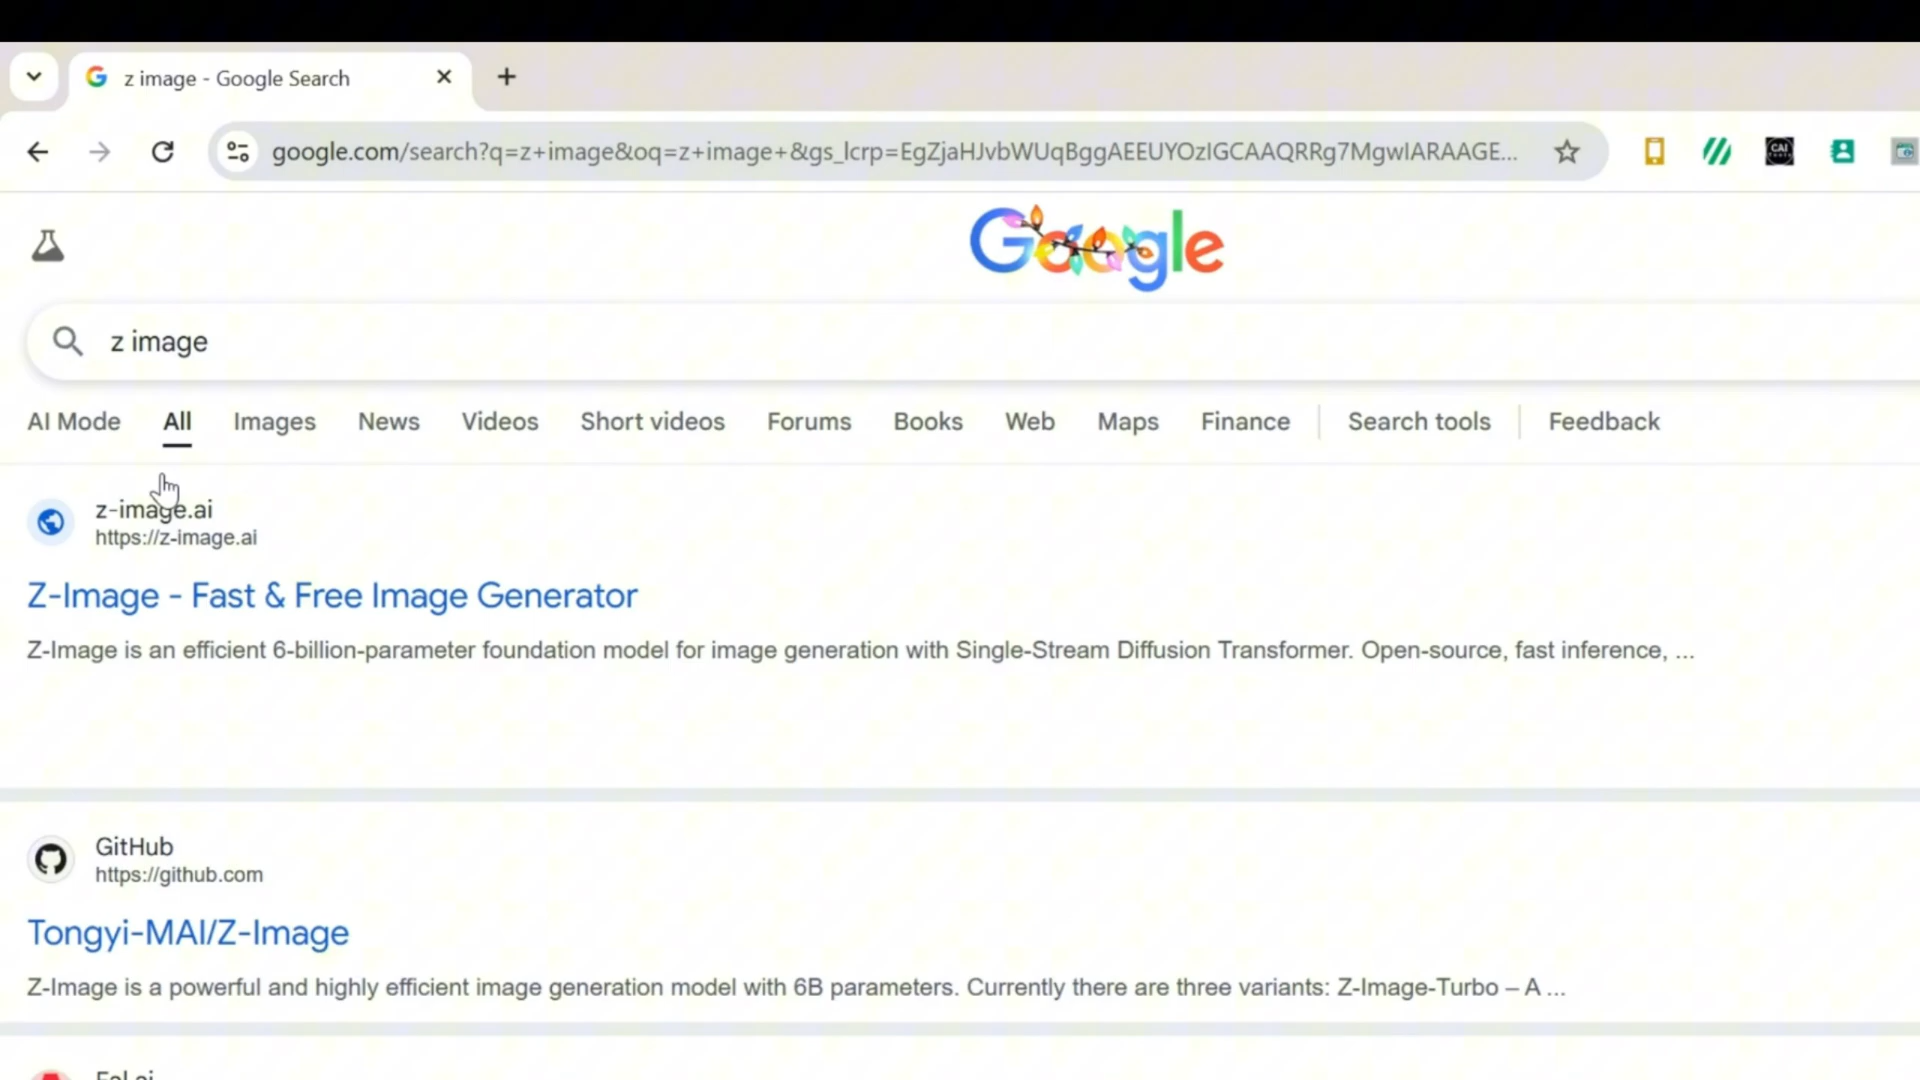 z image - Google Search
google.com/search?q=z+image&oq=z+image+&gs_lcrp=EgZjaHJvbWUqBggAEEUYOzIGCAAQRRg7MgwIARAAGE...
CAI
Google
z image
AI Mode All Images News Videos Short videos Forums Books Web Maps Finance Search tools Feedback
z-image.ai
https://z-image.ai
Z-Image - Fast & Free Image Generator
Z-Image is an efficient 6-billion-parameter foundation model for image generation with Single-Stream Diffusion Transformer. Open-source, fast inference, ...
GitHub
https://github.com
Tongyi-MAI/Z-Image
Z-Image is a powerful and highly efficient image generation model with 6B parameters. Currently there are three variants: Z-Image-Turbo – A ...
Fal.ai